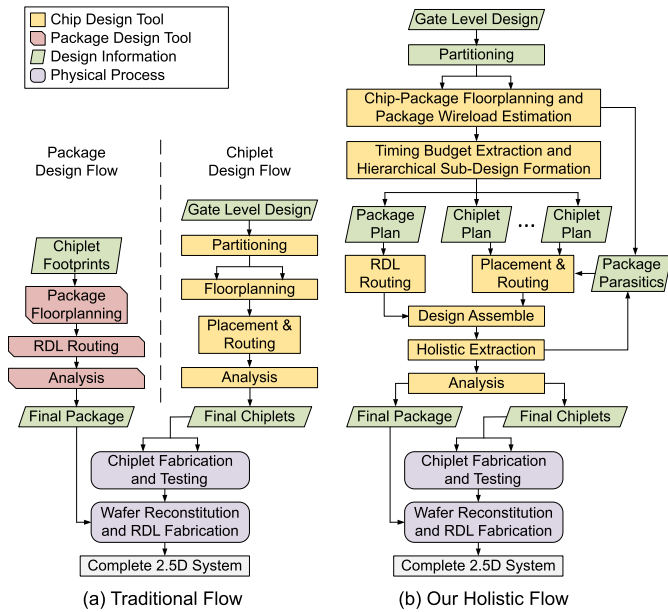 Chip Design Tool
Package Design Tool
Design Information
Physical Process
Package
Design Flow
Chiplet
Design Flow
Chiplet
Footprints
Package
Floorplanning
RDL Routing
Analysis
Final Package
Gate Level Design
Partitioning
Floorplanning
Placement &
Routing
Analysis
Final Chiplets
Chiplet Fabrication
and Testing
Wafer Reconstitution
and RDL Fabrication
Complete 2.5D System
(a) Traditional Flow
Gate Level Design
Partitioning
Chip-Package Floorplanning and
Package Wireload Estimation
Timing Budget Extraction and
Hierarchical Sub-Design Formation
Package
Plan
Chiplet
Plan
...
Chiplet
Plan
RDL
Routing
Placement &
Routing
Package
Parasitics
Design Assemble
Holistic Extraction
Analysis
Final Package
Final Chiplets
Chiplet Fabrication
and Testing
Wafer Reconstitution
and RDL Fabrication
Complete 2.5D System
(b) Our Holistic Flow